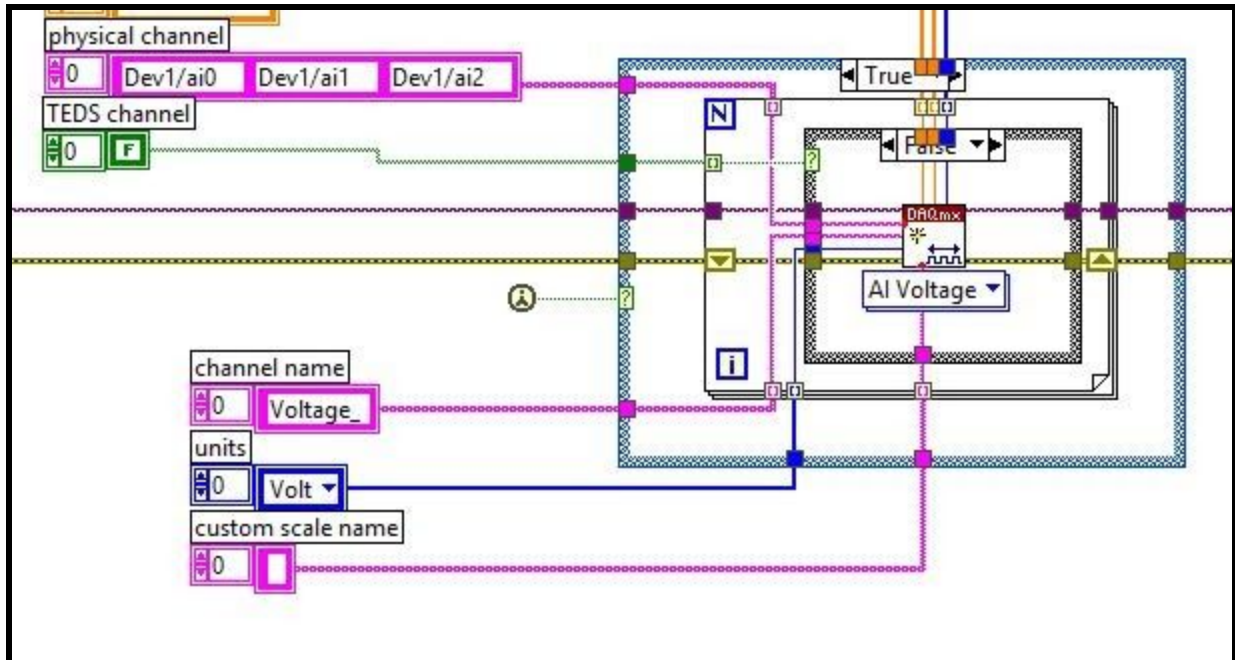 physical channel
0 Dev1/ai0 Dev1/ai1 Dev1/ai2
True
TEDS channel
0 F
N
False
?
DAQmx
?
AI Voltage
i
channel name
0 Voltage_
units
0 Volt
custom scale name
0